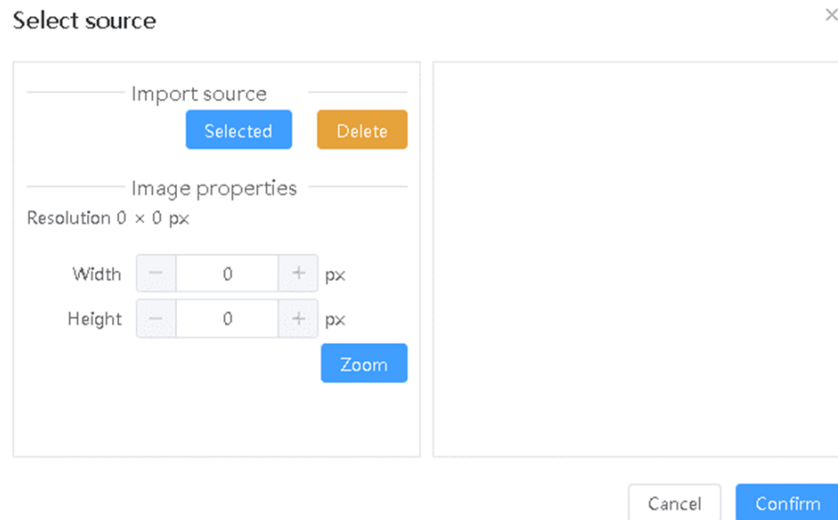 Select source
×
Import source
Selected Delete
Image properties
Resolution 0 × 0 px
Width − 0 + px
Height − 0 + px
Zoom
Cancel Confirm